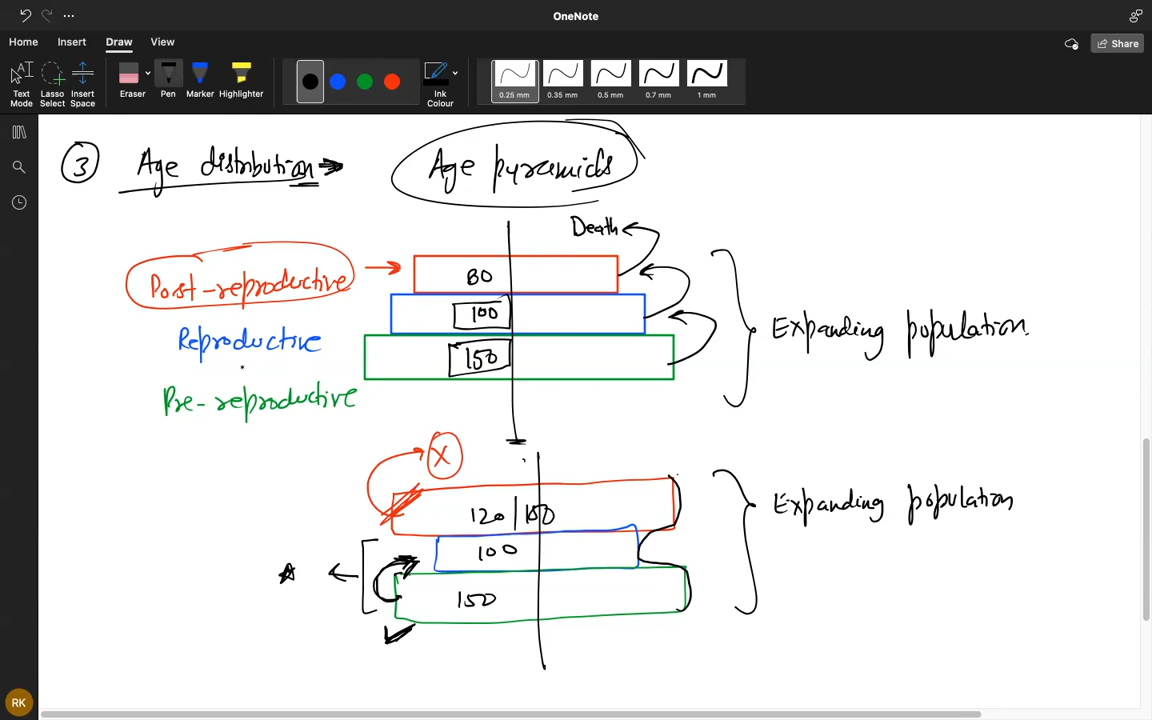 OneNote
Home Insert Draw View
Share
Text Mode
Lasso Select
Insert Space
Eraser
Pen
Marker
Highlighter
Ink Colour
0.25 mm
0.35 mm
0.5 mm
0.7 mm
1 mm
3 Age distribution → Age pyramids
Death
Post-reproductive → 80
Reproductive 100
Pre-reproductive 150
Expanding population
X
120 | 150
100
150
Expanding population
RK